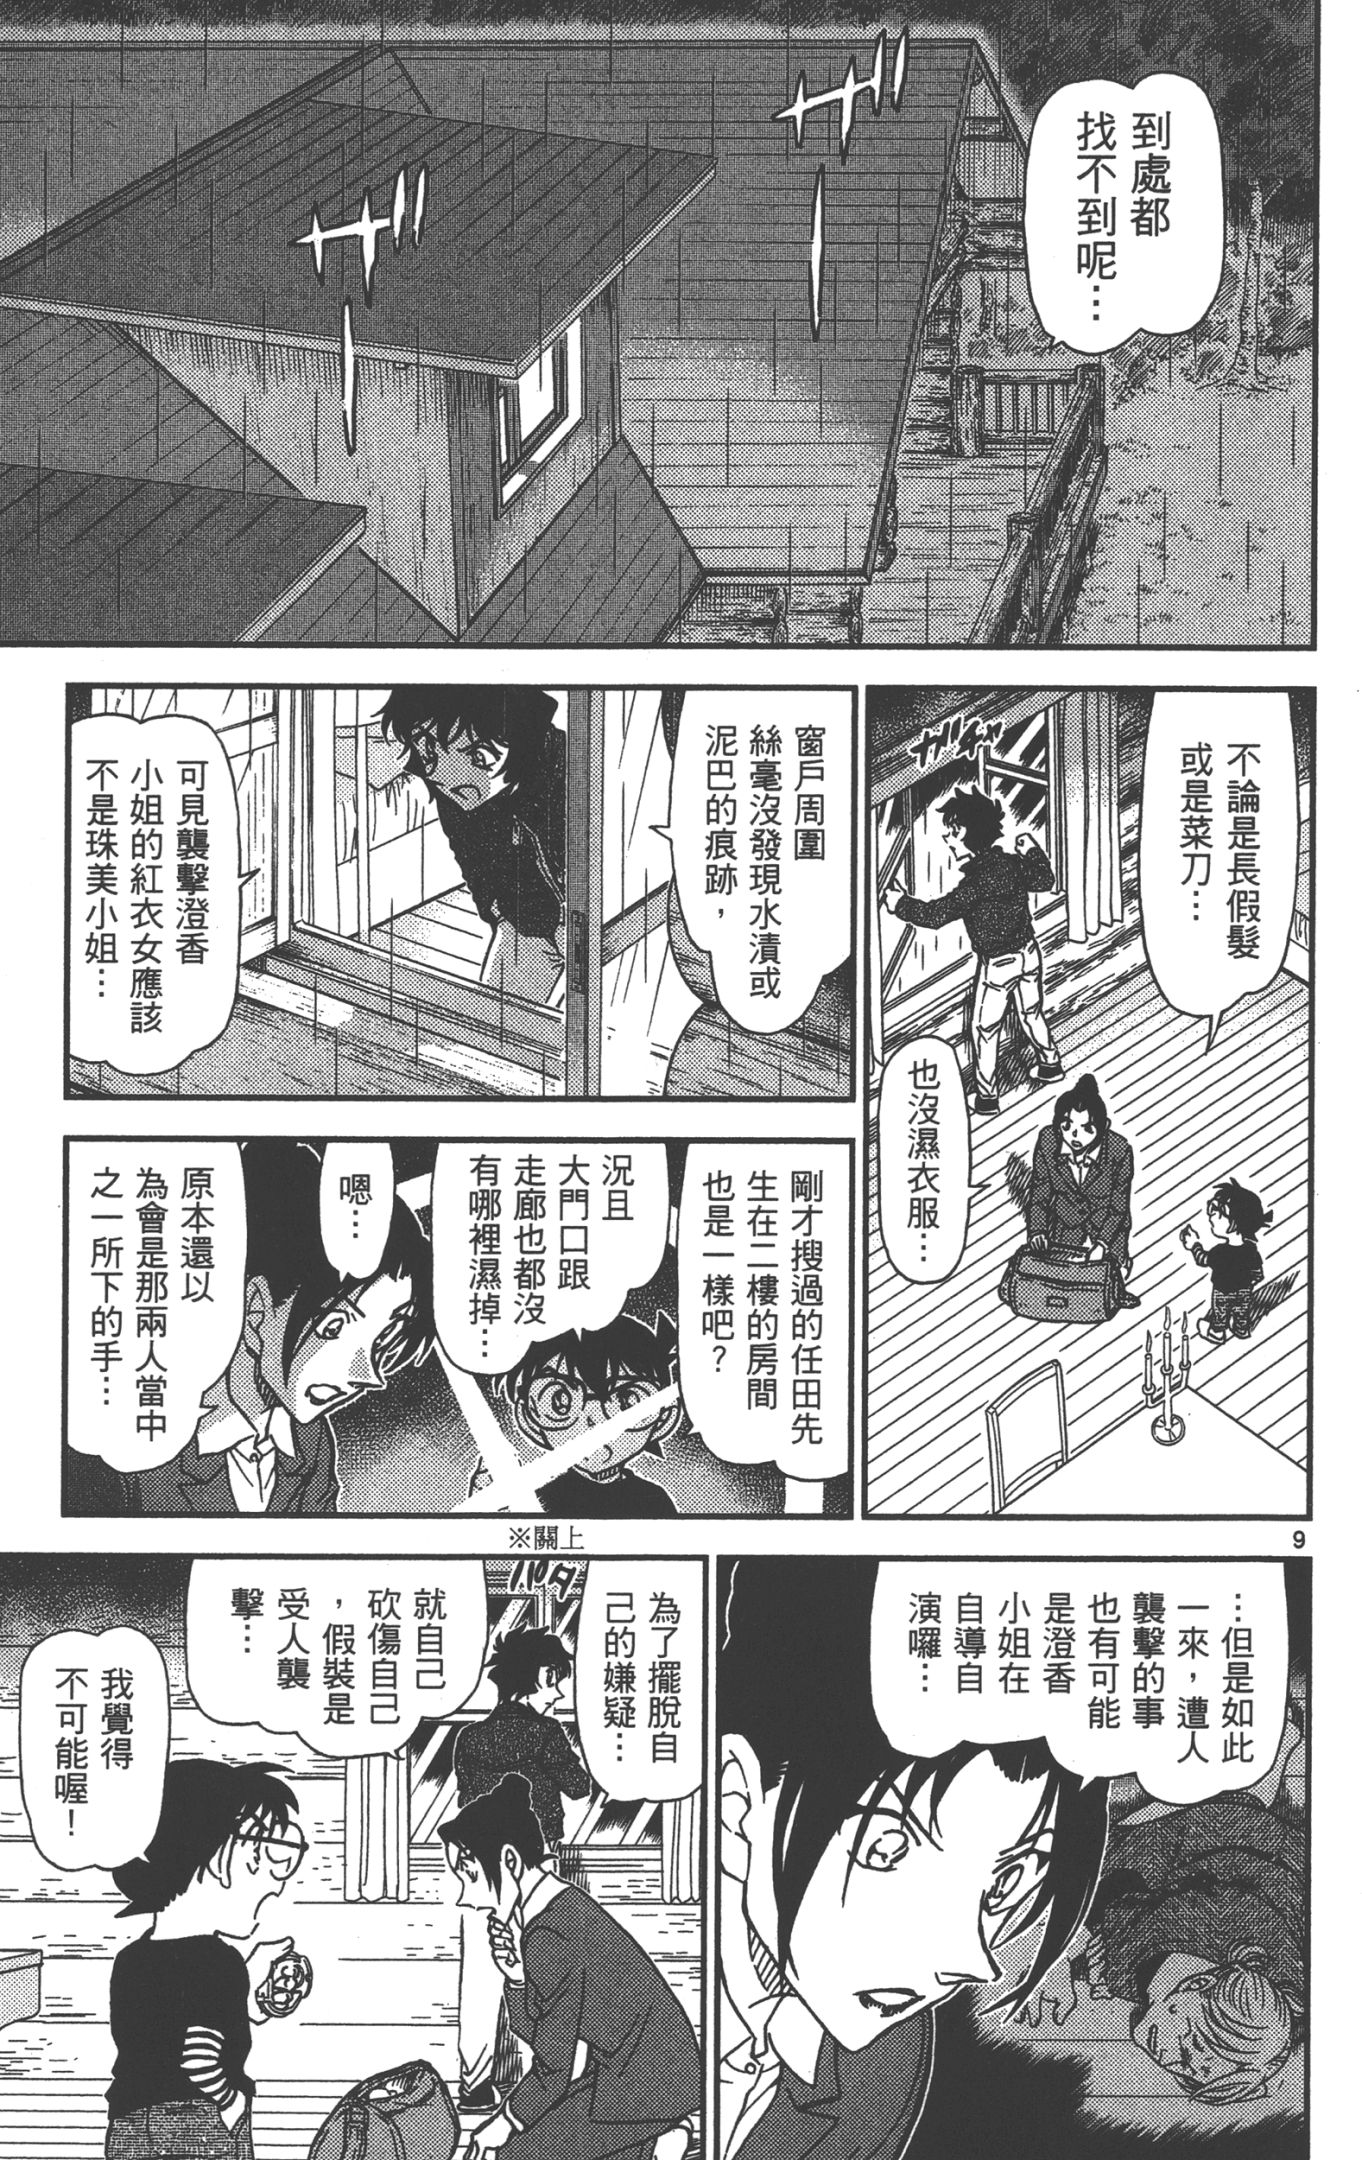 到處都
找不到呢…
ザザ
ザザ
不論是長假髮
或是菜刀…
ガチャ
也沒濕衣服…
窗戶周圍
絲毫沒發現水漬或
泥巴的痕跡，
可見襲擊澄香
小姐的紅衣女應該
不是珠美小姐…
剛才搜過的任田先
生在二樓的房間
也是一樣吧?
況且
大門口跟
走廊也都沒
有哪裡濕掉…
嗯…
原本還以
為會是那兩人當中
之一所下的手…
※關上
9
…但是如此
一來，遭人
襲擊的事
也有可能
是澄香
小姐在
自導自
演囉…
為了擺脫自
己的嫌疑…
パタ
就自己
砍傷自己
，假裝是
受人襲
擊…
我覺得
不可能喔!